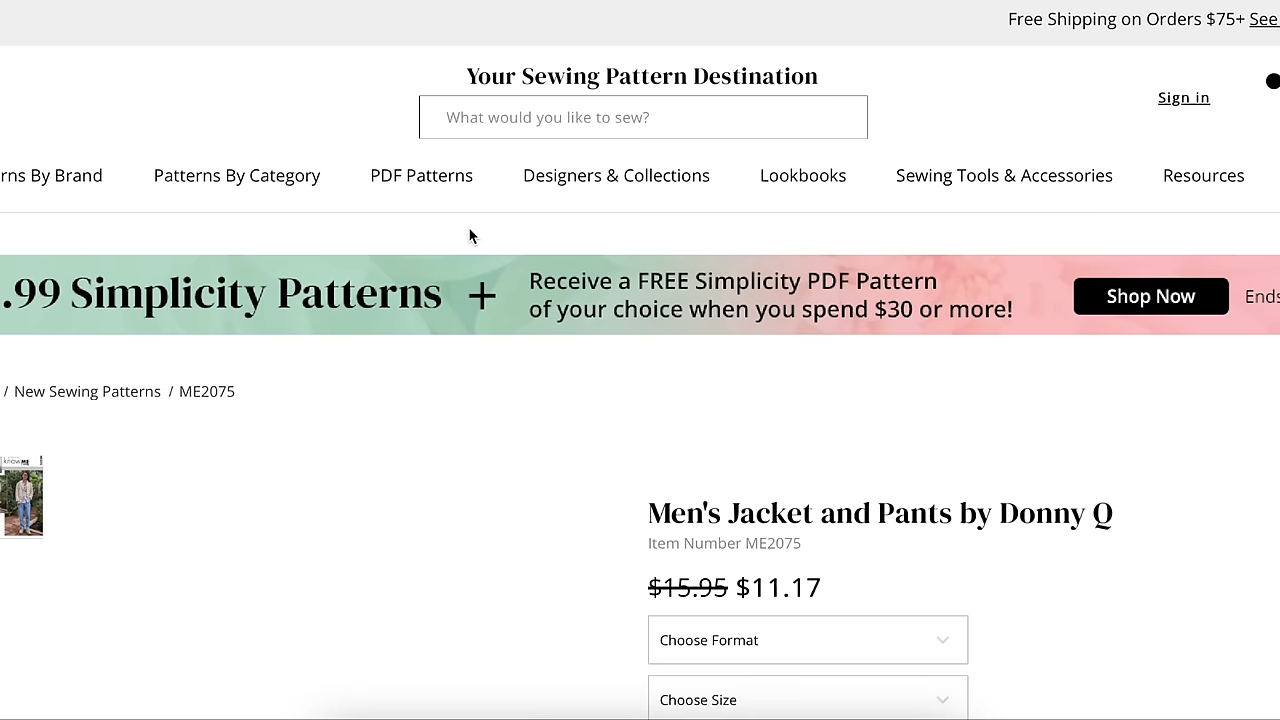 Free Shipping on Orders $75+ See
Your Sewing Pattern Destination
What would you like to sew?
Sign in
rns By Brand
Patterns By Category
PDF Patterns
Designers & Collections
Lookbooks
Sewing Tools & Accessories
Resources
.99 Simplicity Patterns +
Receive a FREE Simplicity PDF Pattern
of your choice when you spend $30 or more!
Shop Now
Ends
/ New Sewing Patterns / ME2075
knowME
Men's Jacket and Pants by Donny Q
Item Number ME2075
$15.95 $11.17
Choose Format
Choose Size